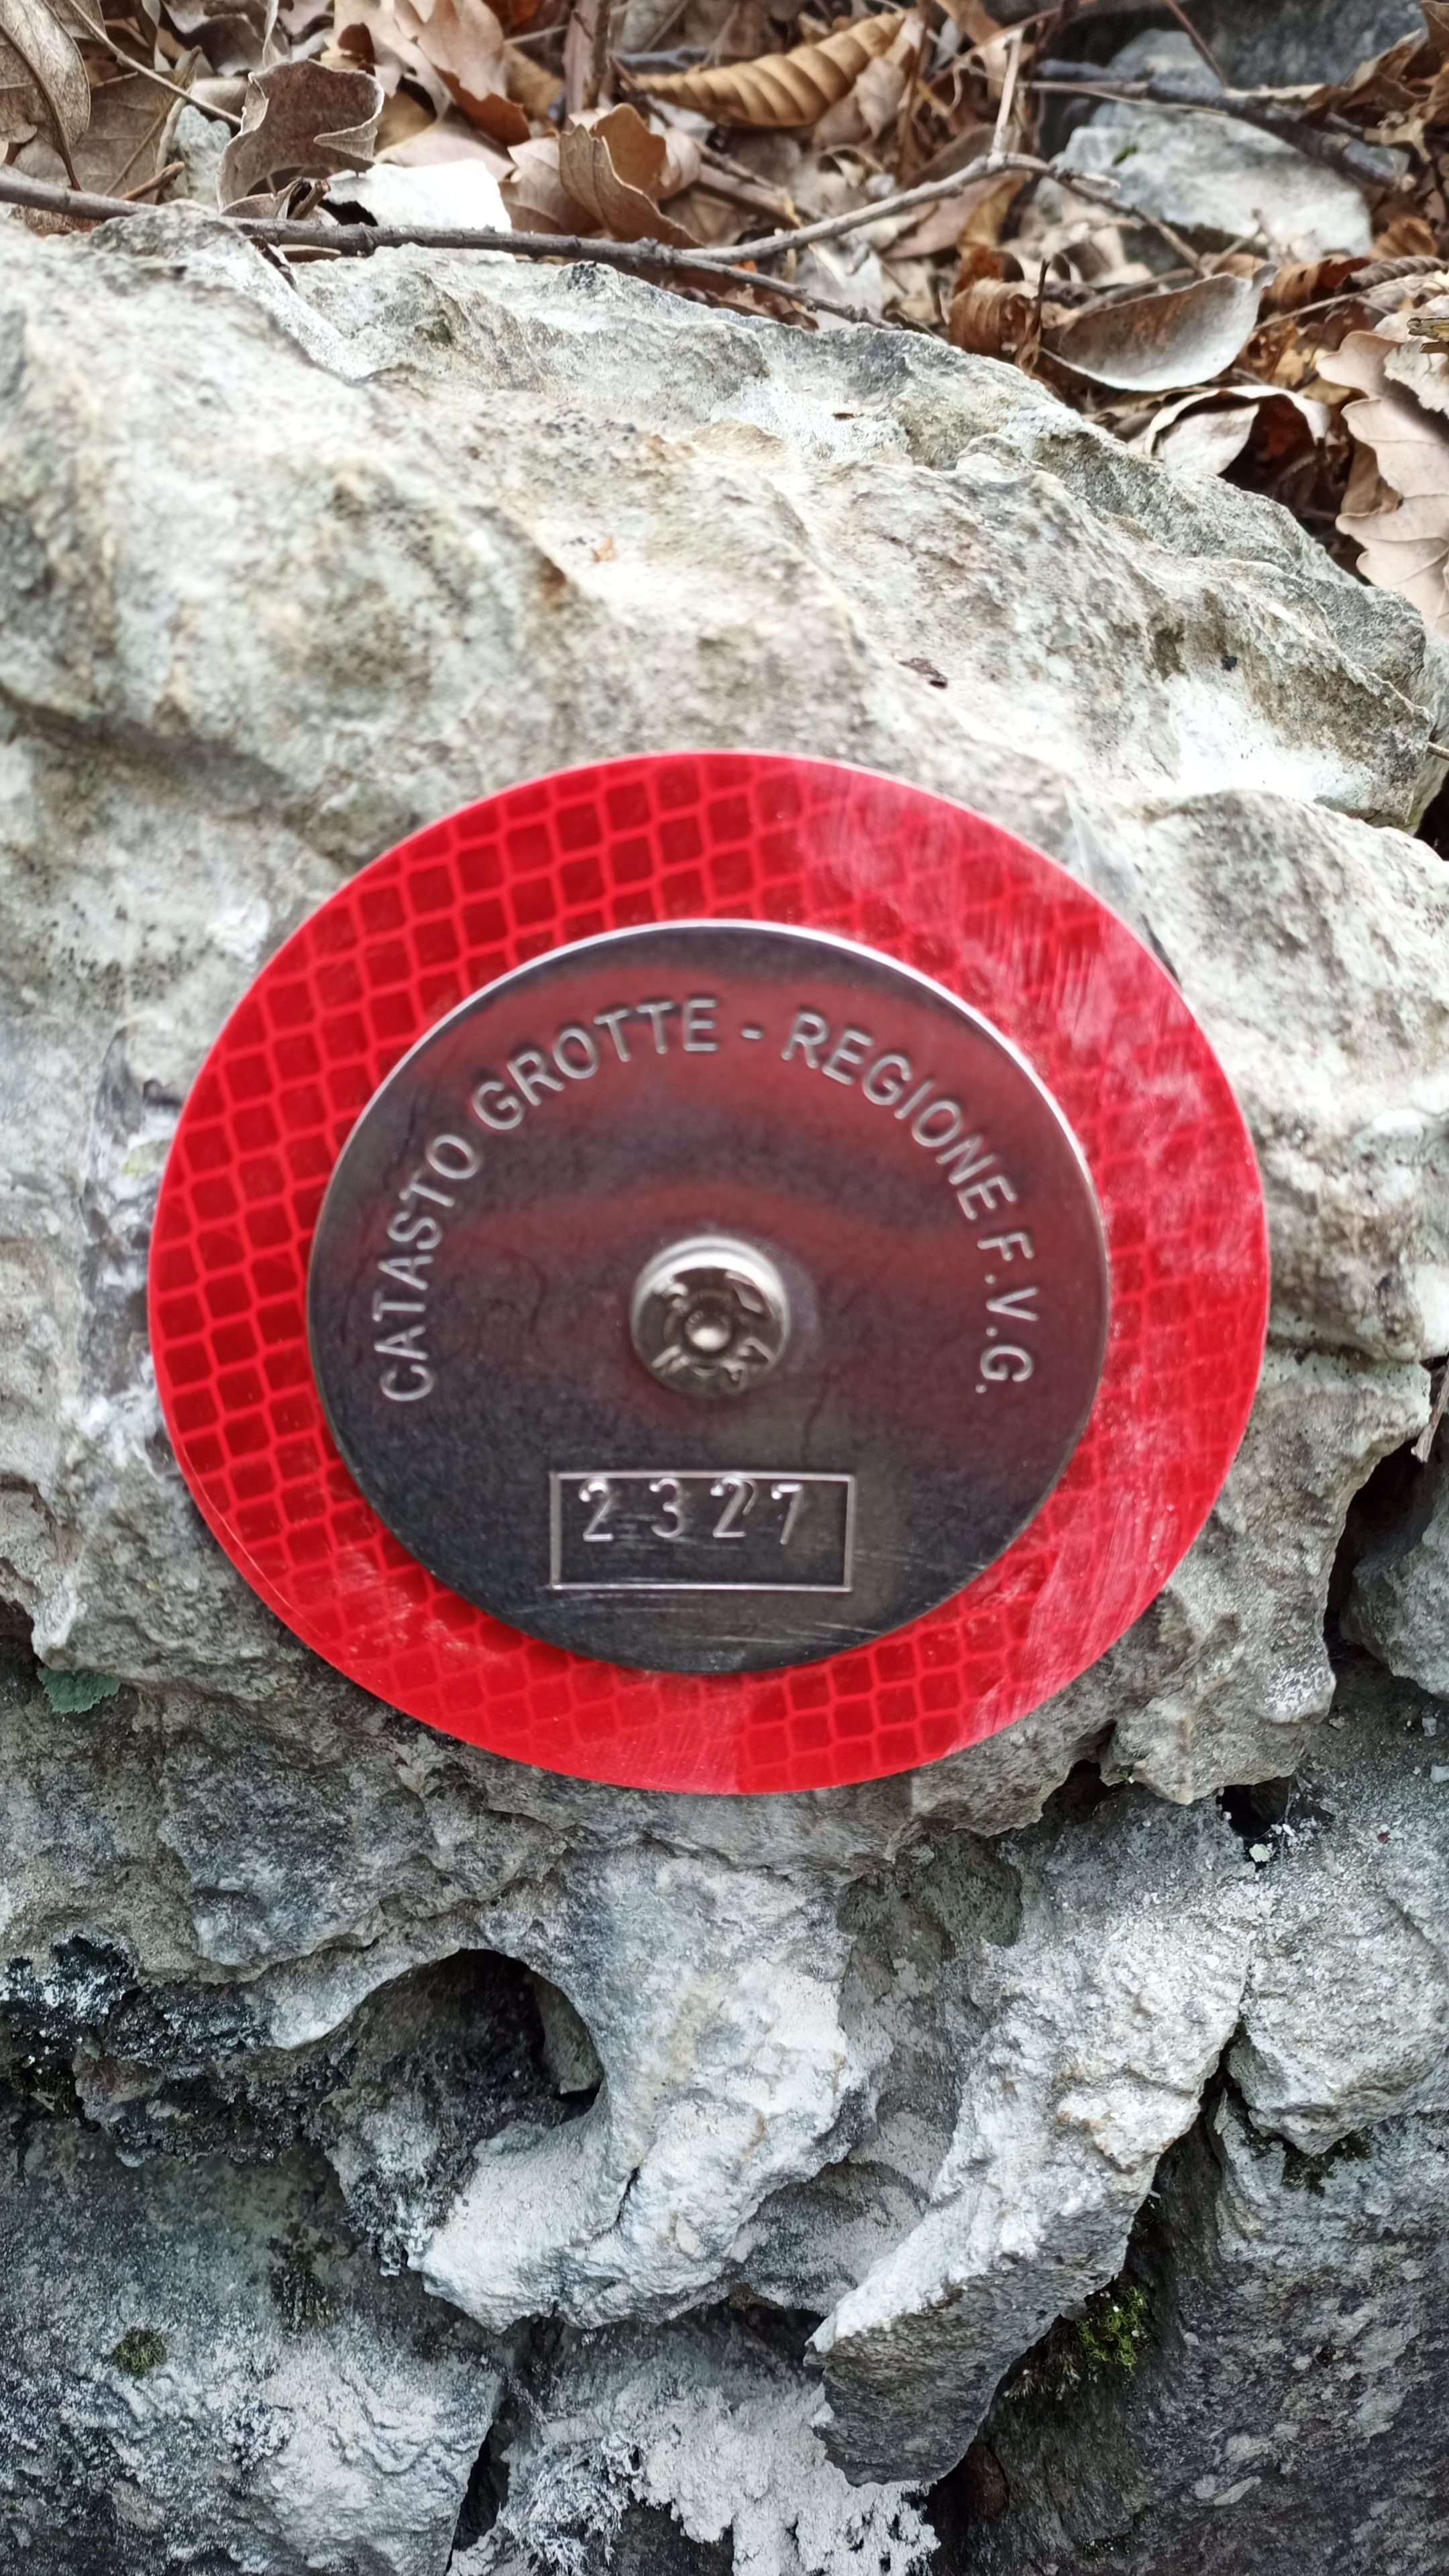 CATASTO GROTTE - REGIONE F.V.G.
2327